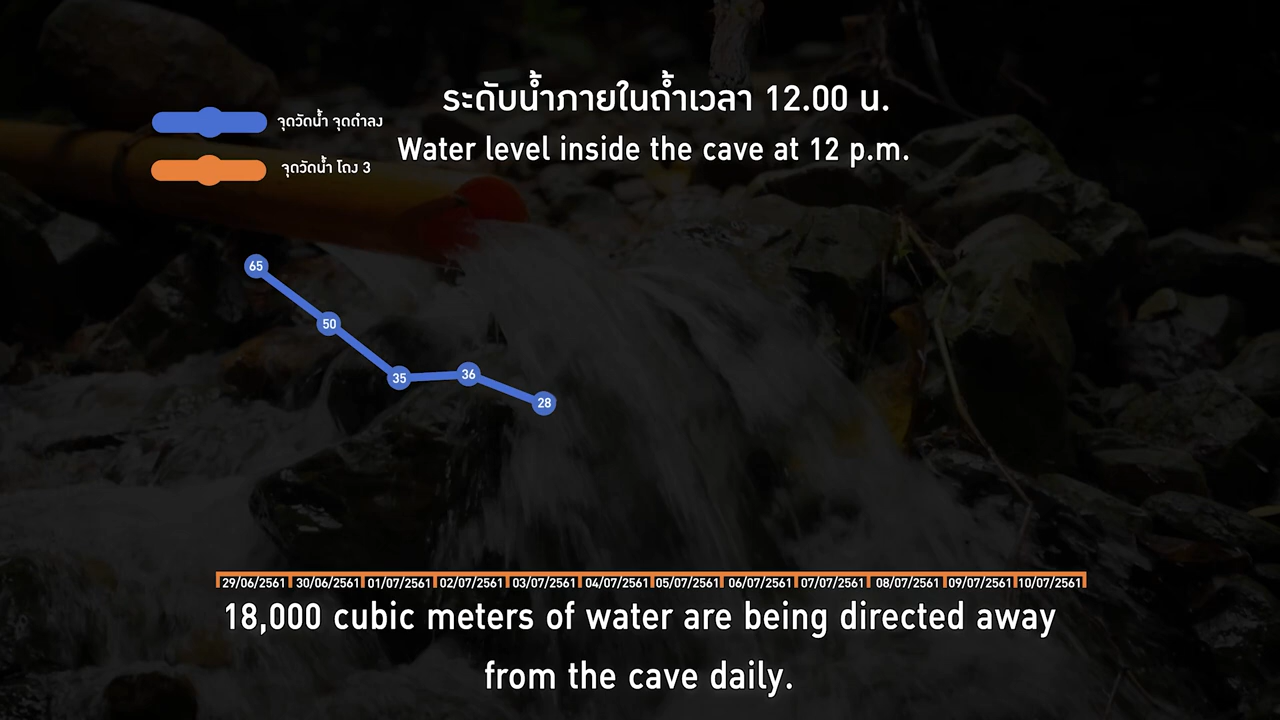 ระดับน้ำภายในถ้ำเวลา 12.00 น.
Water level inside the cave at 12 p.m.
จุดวัดน้ำ จุดดำลง
จุดวัดน้ำ โถง 3
65
50
35
36
28
29/06/2561 30/06/2561 01/07/2561 02/07/2561 03/07/2561 04/07/2561 05/07/2561 06/07/2561 07/07/2561 08/07/2561 09/07/2561 10/07/2561
18,000 cubic meters of water are being directed away
from the cave daily.